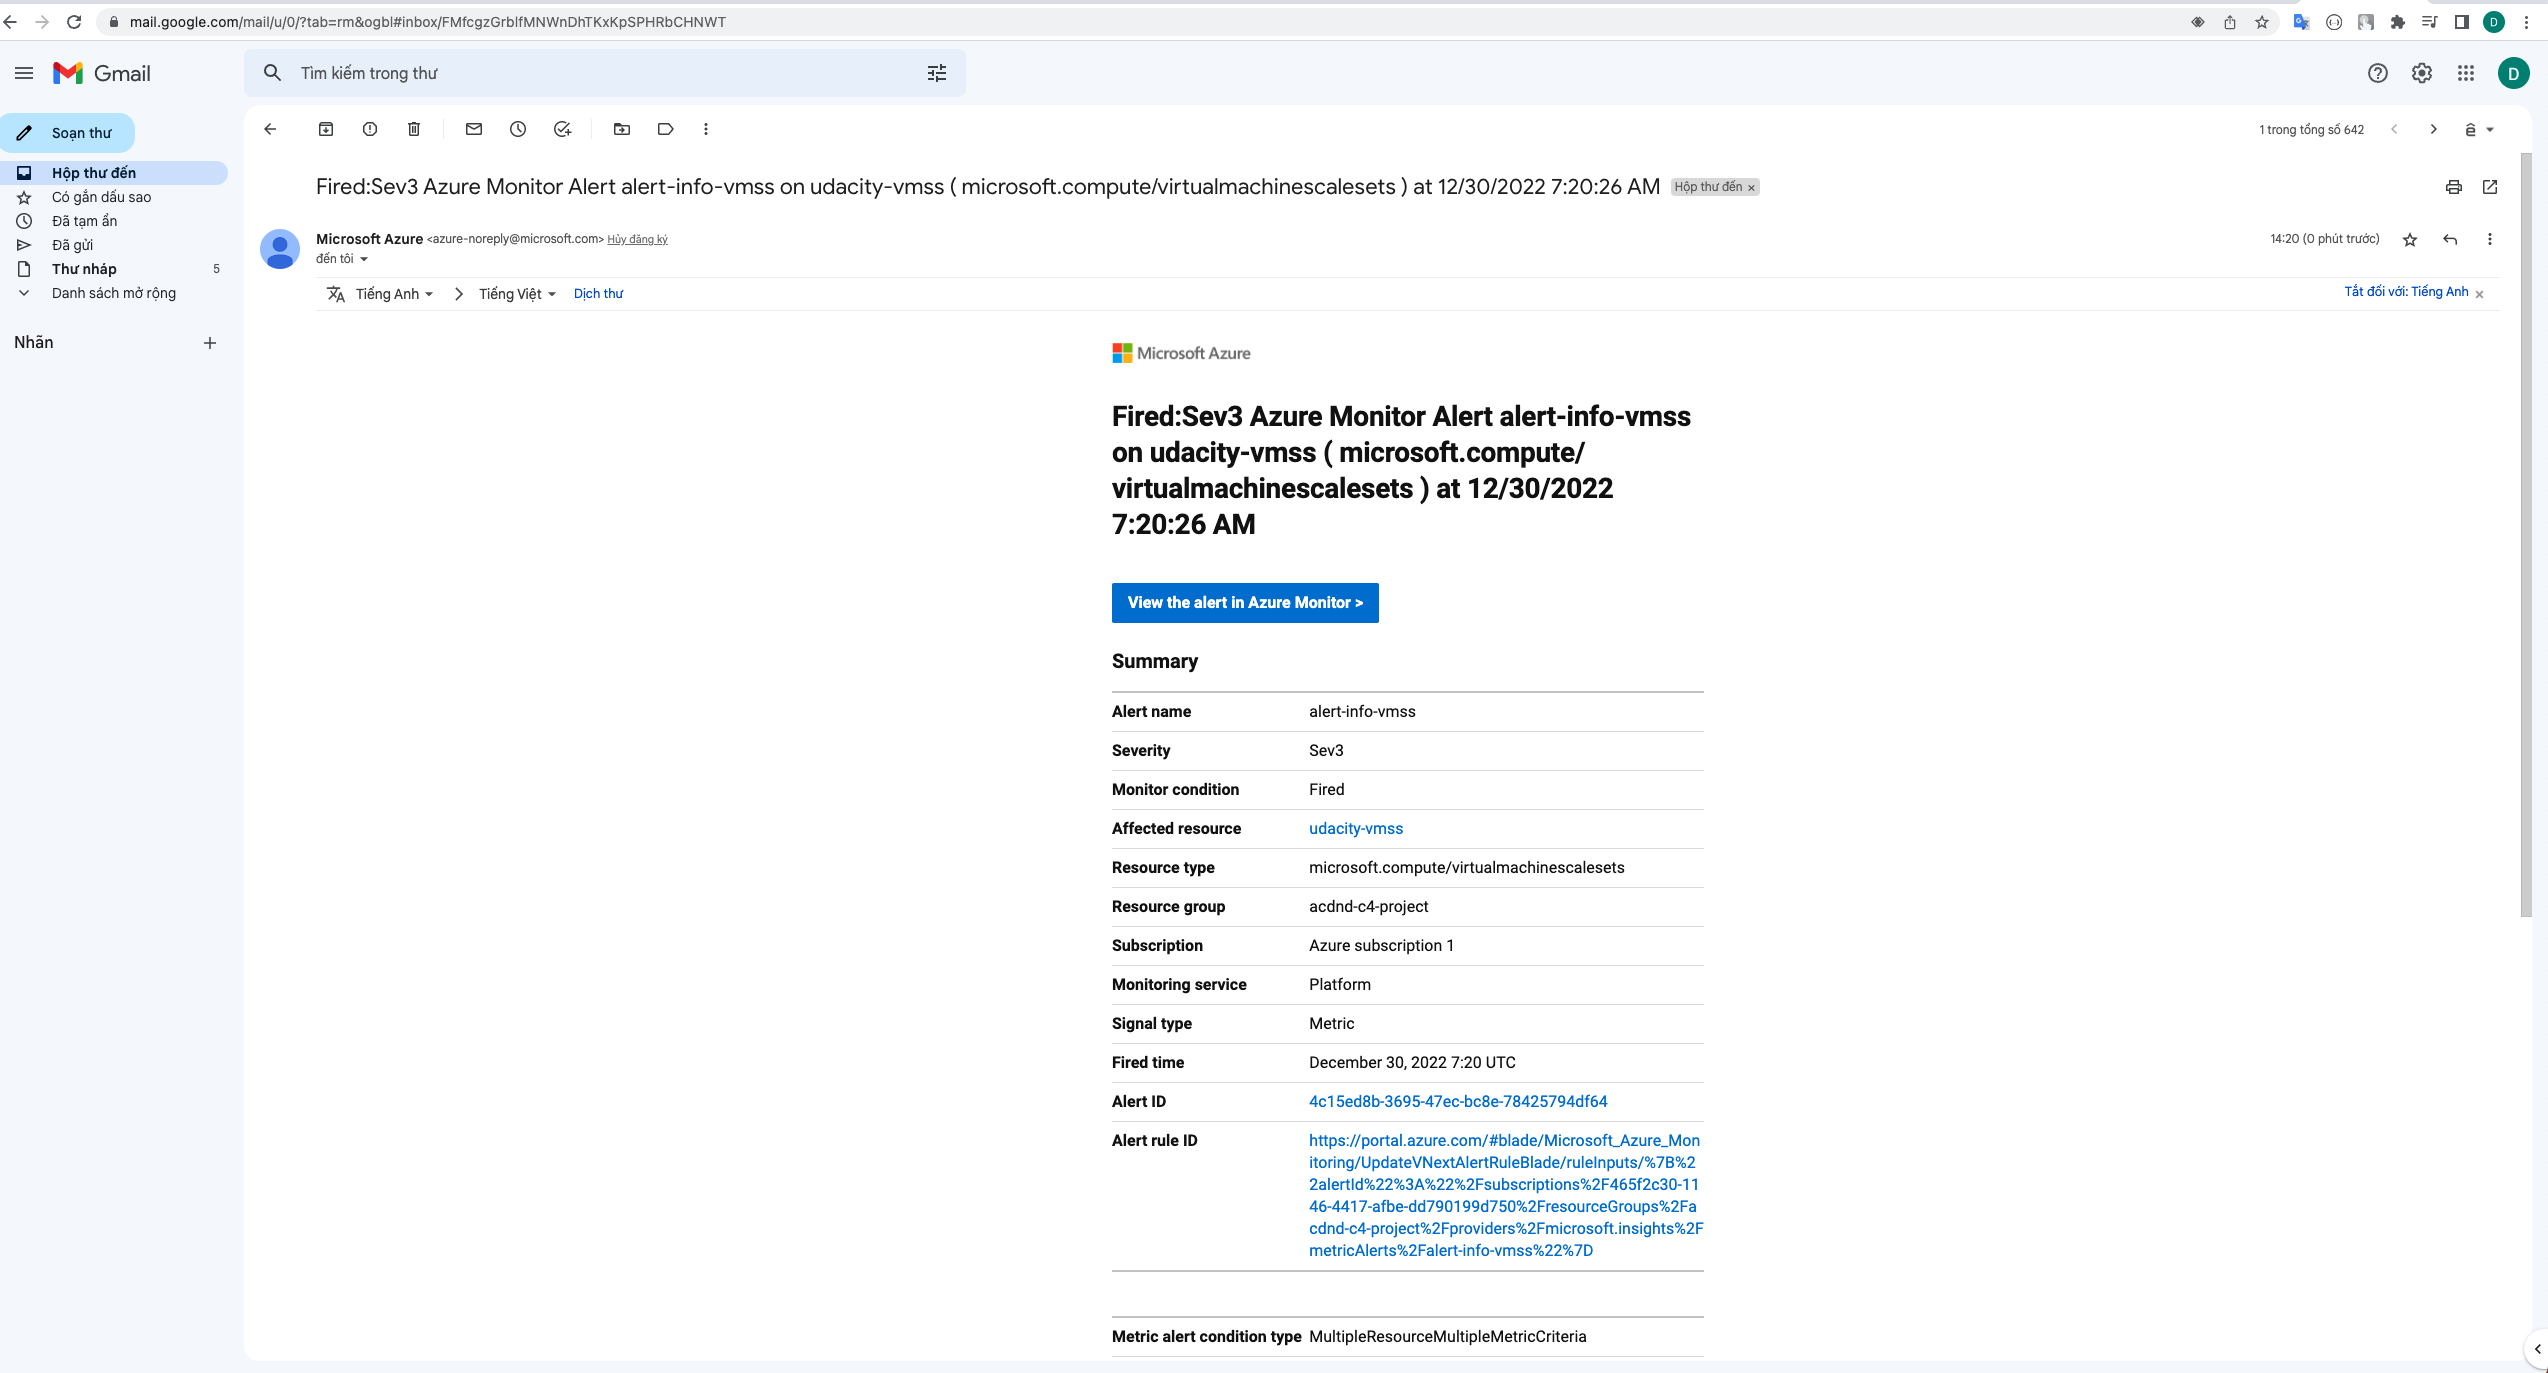 mail.google.com/mail/u/0/?tab=rm&ogbl#inbox/FMfcgzGrblfMNWnDhTKxKpSPHRbCHNWT
D
Gmail
Tìm kiếm trong thư
D
Soạn thư
Hộp thư đến
Có gắn dấu sao
Đã tạm ẩn
Đã gửi
Thư nháp 5
Danh sách mở rộng
Nhãn
1 trong tổng số 642
Fired:Sev3 Azure Monitor Alert alert-info-vmss on udacity-vmss ( microsoft.compute/virtualmachinescalesets ) at 12/30/2022 7:20:26 AM Hộp thư đến ×
Microsoft Azure <azure-noreply@microsoft.com> Hủy đăng ký
14:20 (0 phút trước)
đến tôi
Tiếng Anh > Tiếng Việt Dịch thư
Tắt đối với: Tiếng Anh ×
Microsoft Azure
Fired:Sev3 Azure Monitor Alert alert-info-vmss
on udacity-vmss ( microsoft.compute/
virtualmachinescalesets ) at 12/30/2022
7:20:26 AM
View the alert in Azure Monitor >
Summary
Alert name alert-info-vmss
Severity Sev3
Monitor condition Fired
Affected resource udacity-vmss
Resource type microsoft.compute/virtualmachinescalesets
Resource group acdnd-c4-project
Subscription Azure subscription 1
Monitoring service Platform
Signal type Metric
Fired time December 30, 2022 7:20 UTC
Alert ID 4c15ed8b-3695-47ec-bc8e-78425794df64
Alert rule ID https://portal.azure.com/#blade/Microsoft_Azure_Mon
itoring/UpdateVNextAlertRuleBlade/ruleInputs/%7B%2
2alertId%22%3A%22%2Fsubscriptions%2F465f2c30-11
46-4417-afbe-dd790199d750%2FresourceGroups%2Fa
cdnd-c4-project%2Fproviders%2Fmicrosoft.insights%2F
metricAlerts%2Falert-info-vmss%22%7D
Metric alert condition type MultipleResourceMultipleMetricCriteria